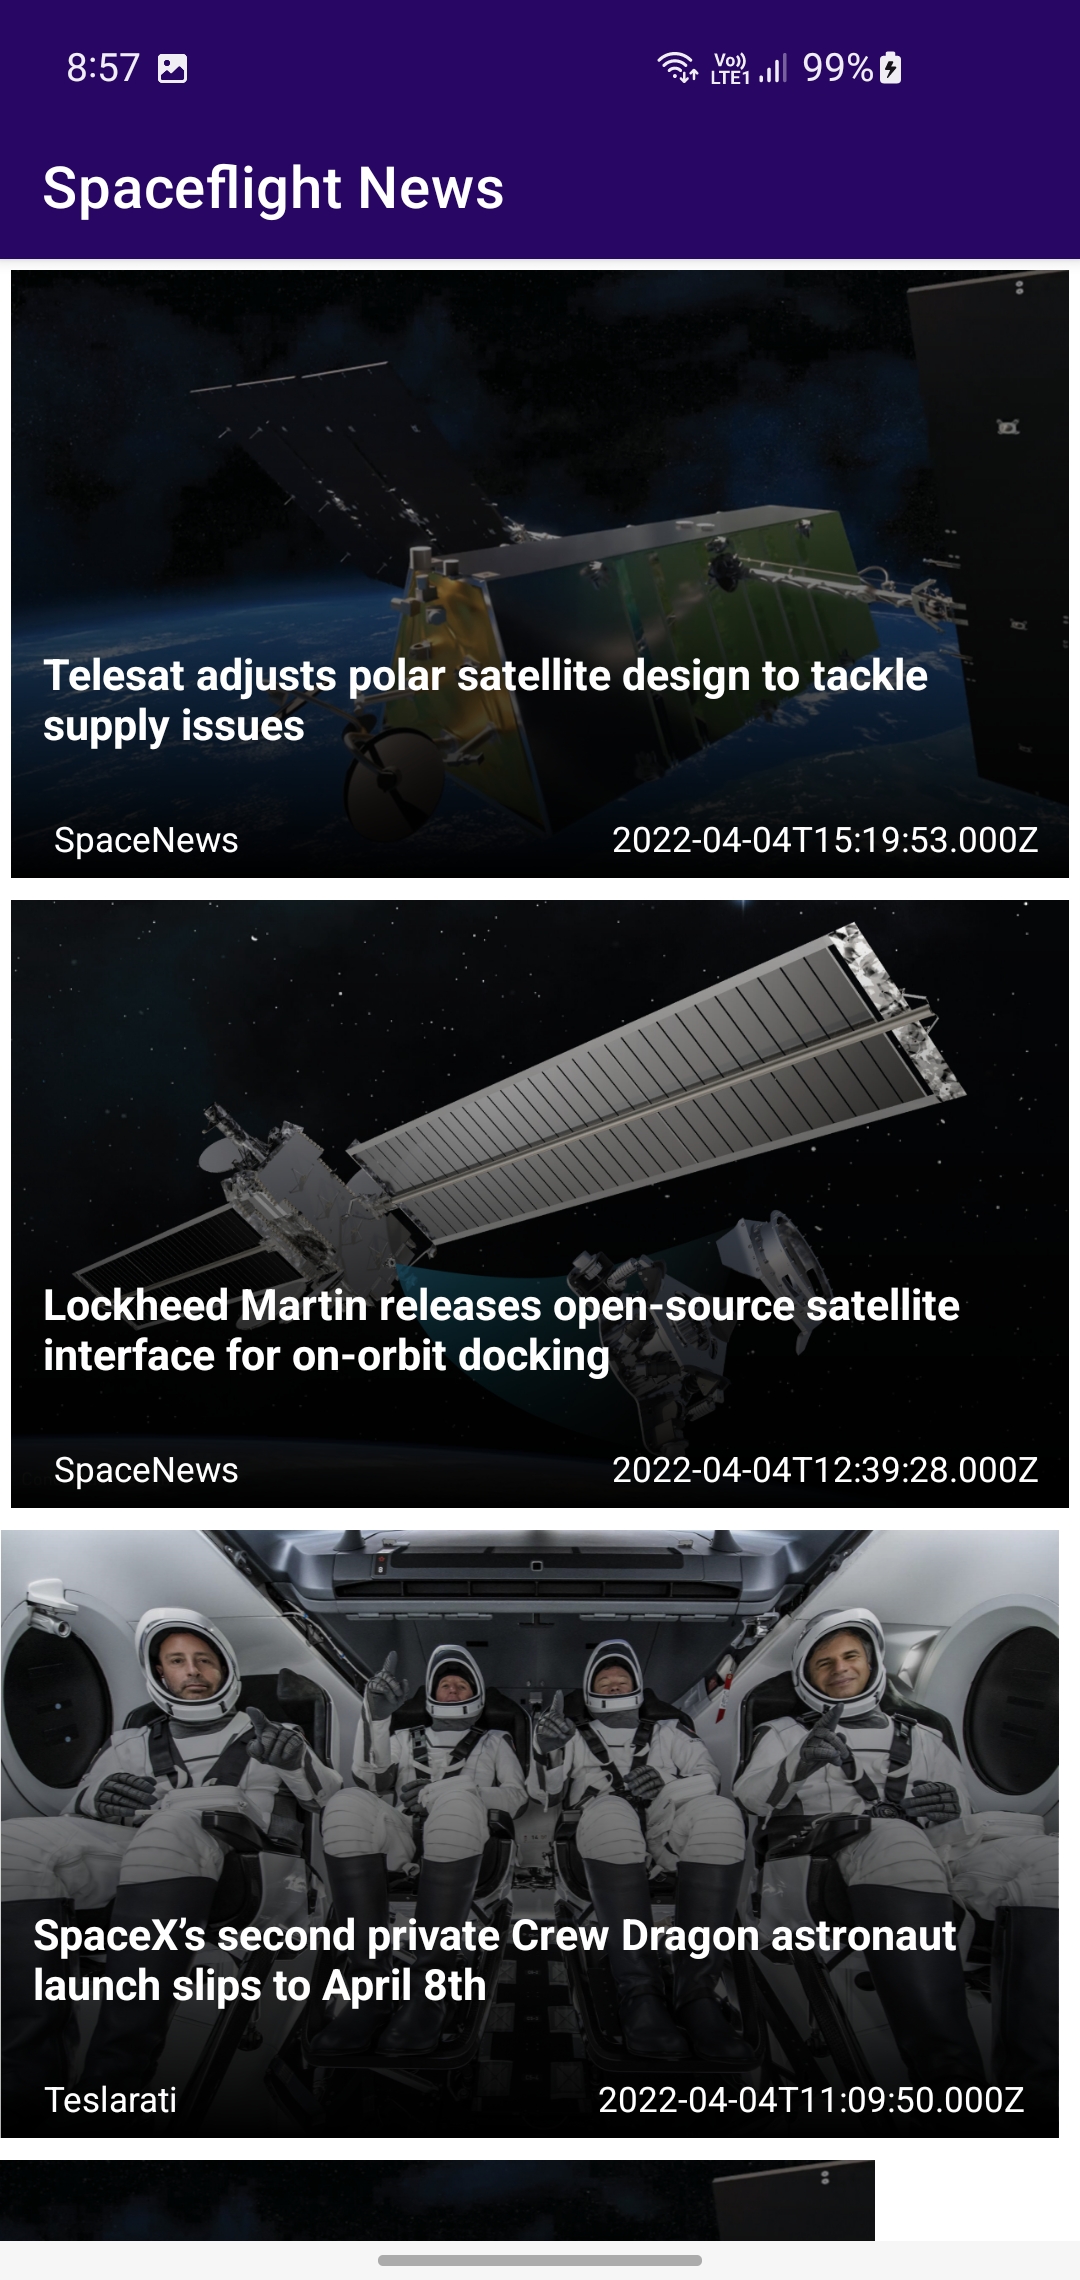 8:57
Vo))
LTE1
99%
Spaceflight News
Telesat adjusts polar satellite design to tackle
supply issues
SpaceNews
2022-04-04T15:19:53.000Z
Lockheed Martin releases open-source satellite
interface for on-orbit docking
SpaceNews
2022-04-04T12:39:28.000Z
SpaceX’s second private Crew Dragon astronaut
launch slips to April 8th
Teslarati
2022-04-04T11:09:50.000Z